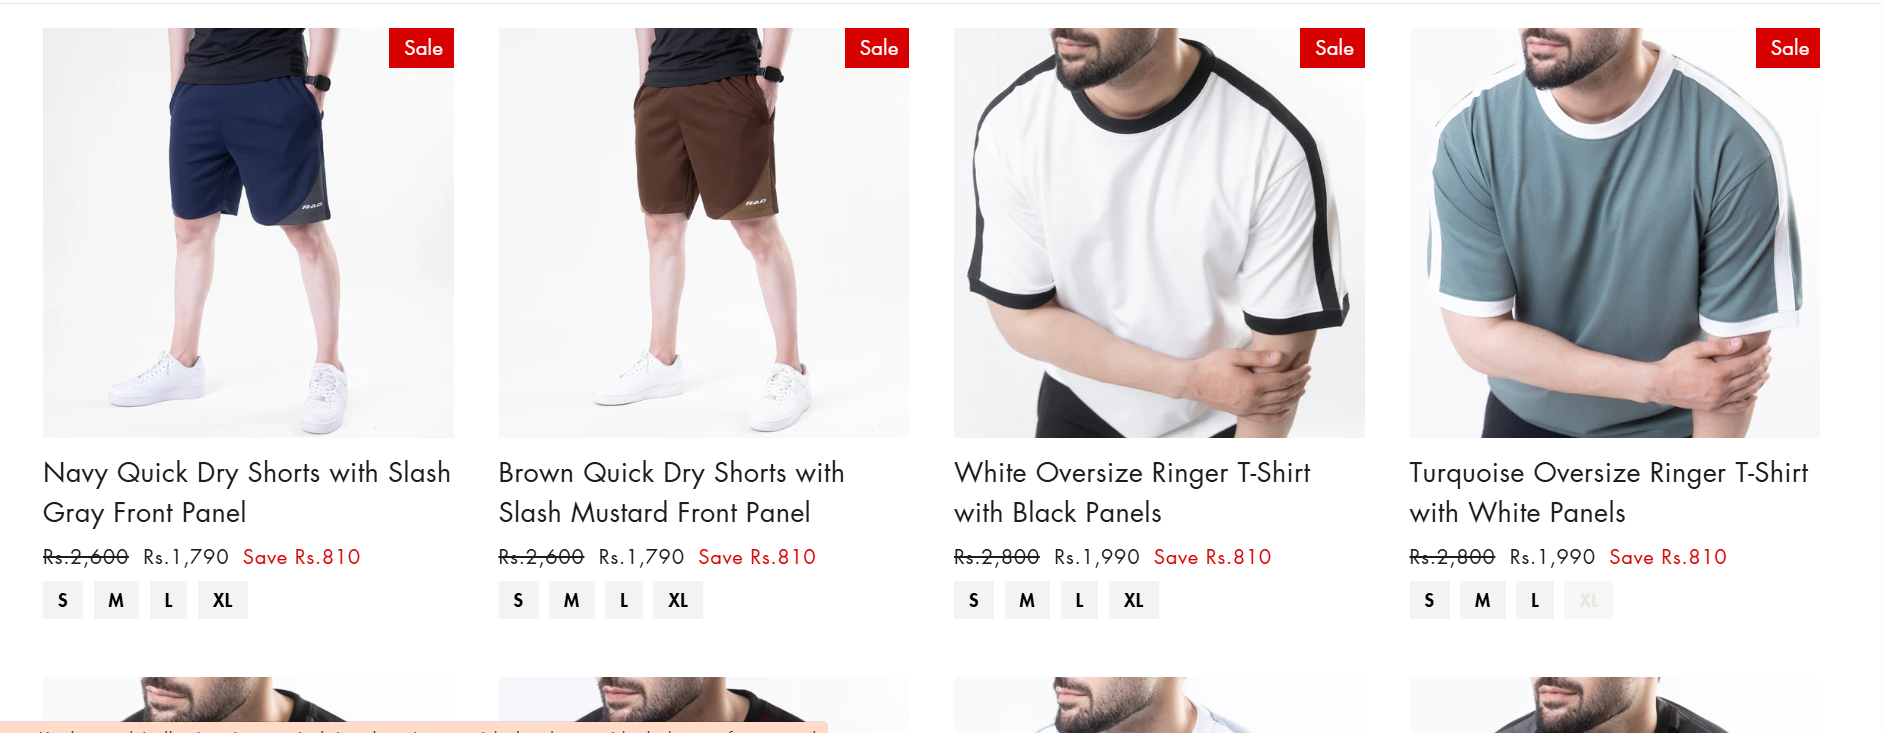 Sale
Sale
Sale
Sale
RAD
RAD
Navy Quick Dry Shorts with Slash
Gray Front Panel
Rs.2,600 Rs.1,790 Save Rs.810
S M L XL
Brown Quick Dry Shorts with
Slash Mustard Front Panel
Rs.2,600 Rs.1,790 Save Rs.810
S M L XL
White Oversize Ringer T-Shirt
with Black Panels
Rs.2,800 Rs.1,990 Save Rs.810
S M L XL
Turquoise Oversize Ringer T-Shirt
with White Panels
Rs.2,800 Rs.1,990 Save Rs.810
S M L XL